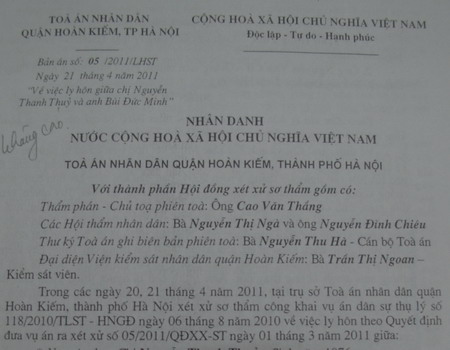 TOÀ ÁN NHÂN DÂN
QUẬN HOÀN KIẾM, TP HÀ NỘI
CỘNG HOÀ XÃ HỘI CHỦ NGHĨA VIỆT NAM
Độc lập - Tự do - Hạnh phúc
Bản án số: 05 /2011/LHST
Ngày 21 tháng 4 năm 2011
"Về việc ly hôn giữa chị Nguyễn
Thanh Thuỷ và anh Bùi Đức Minh"
kháng cáo
NHÂN DANH
NƯỚC CỘNG HOÀ XÃ HỘI CHỦ NGHĨA VIỆT NAM
TOÀ ÁN NHÂN DÂN QUẬN HOÀN KIẾM, THÀNH PHỐ HÀ NỘI
Với thành phần Hội đồng xét xử sơ thẩm gồm có:
Thẩm phán - Chủ toạ phiên toà: Ông Cao Văn Thắng
Các Hội thẩm nhân dân: Bà Nguyễn Thị Ngà và ông Nguyễn Đình Chiêu
Thư ký Toà án ghi biên bản phiên toà: Bà Nguyễn Thu Hà - Cán bộ Toà án
Đại diện Viện kiểm sát nhân dân quận Hoàn Kiếm: Bà Trần Thị Ngoan –
Kiểm sát viên.
Trong các ngày 20, 21 tháng 4 năm 2011, tại trụ sở Toà án nhân dân quận
Hoàn Kiếm, thành phố Hà Nội xét xử sơ thẩm công khai vụ án dân sự thụ lý số
118/2010/TLST - HNGĐ ngày 06 tháng 8 năm 2010 về việc ly hôn theo Quyết định
đưa vụ án ra xét xử số 05/2011/QĐXX-ST ngày 01 tháng 3 năm 2011 giữa: